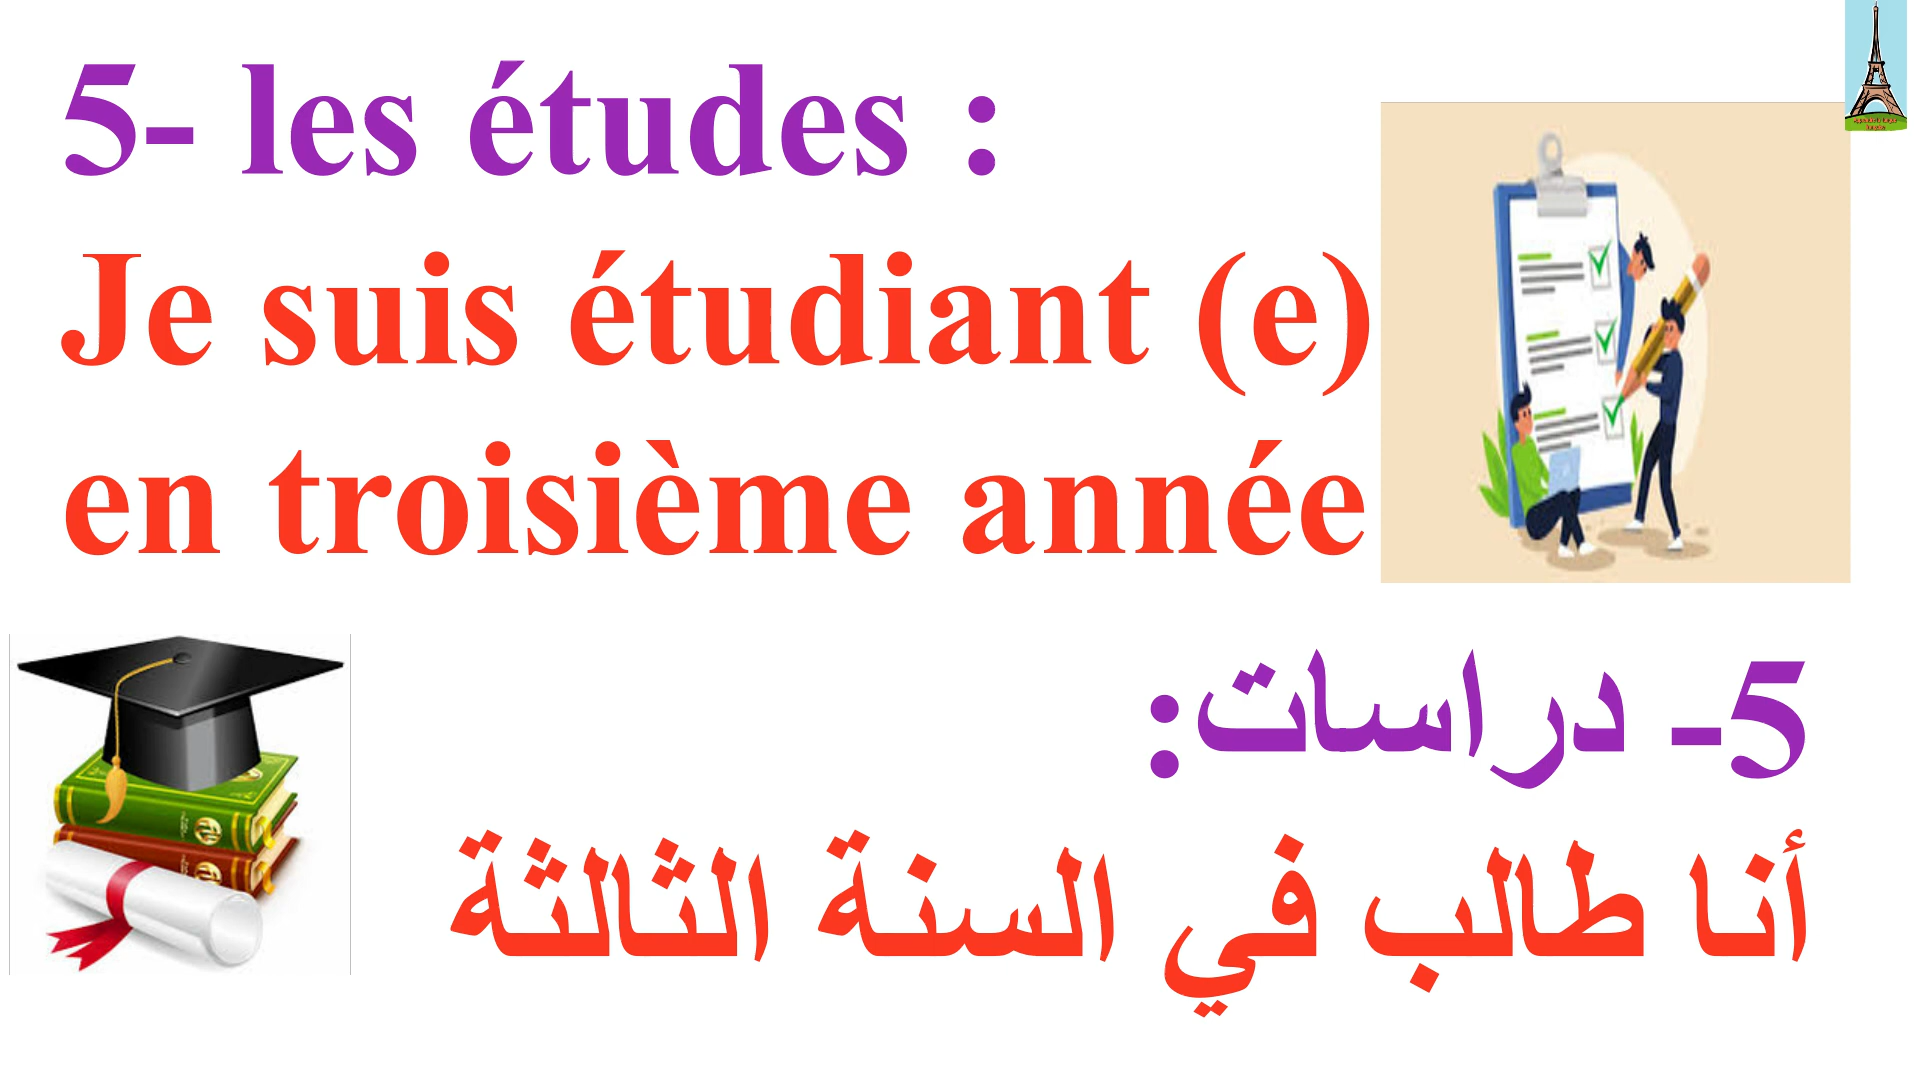 5- les études :
Je suis étudiant (e)
en troisième année
5- دراسات:
أنا طالب في السنة الثالثة